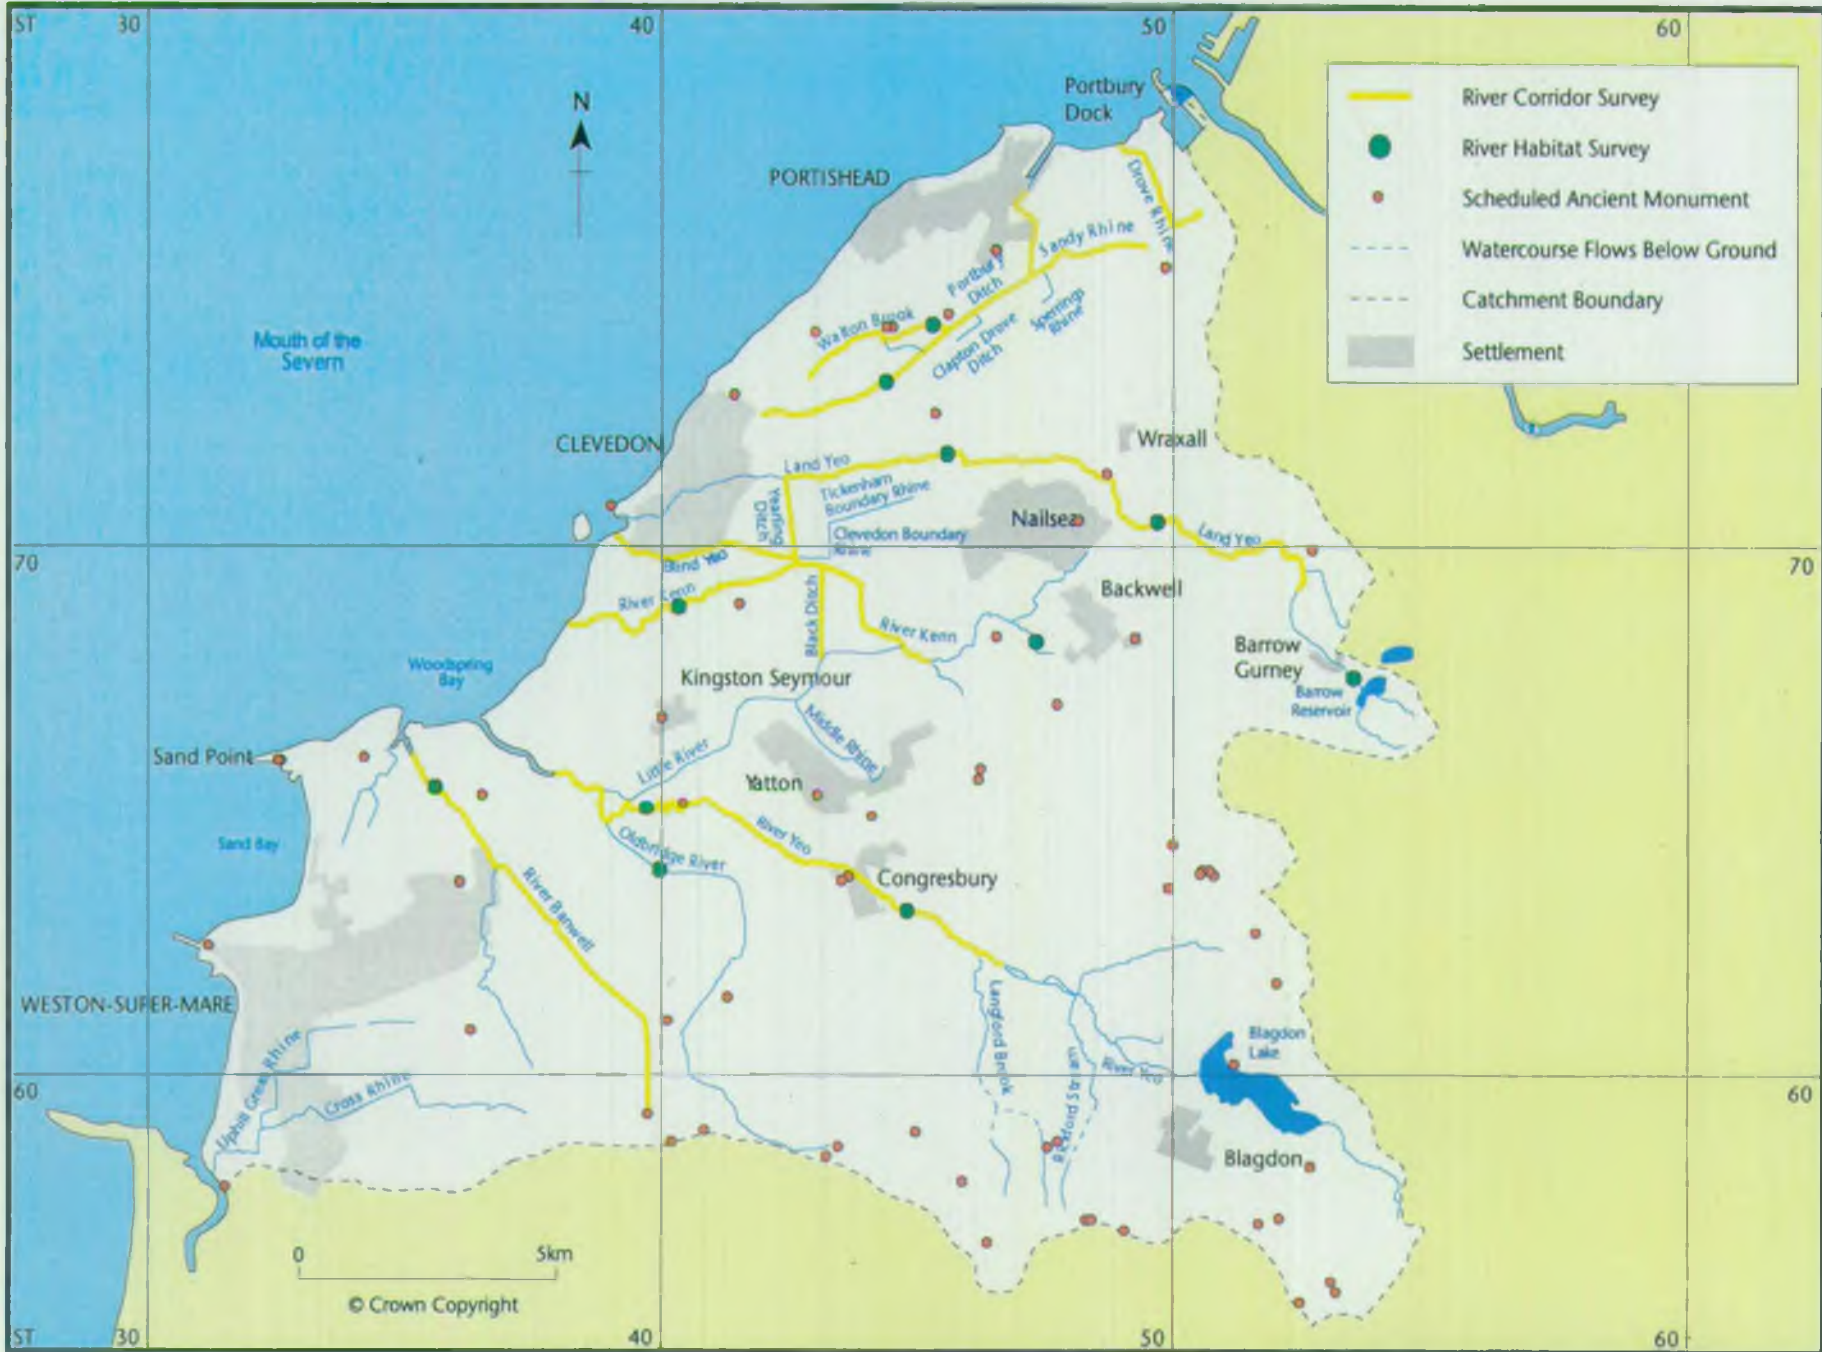 ST
30
40
50
60
N
Portbury
Dock
River Corridor Survey
River Habitat Survey
Scheduled Ancient Monument
Watercourse Flows Below Ground
Catchment Boundary
Settlement
PORTISHEAD
Drove Rhine
Sandy Rhine
Portbury
Ditch
Walton Brook
Sperrings
Rhine
Clapton Drove
Ditch
Mouth of the
Severn
CLEVEDON
Wraxall
Land Yeo
Tickenham
Boundary Rhine
Yearling
Ditch
Nailsea
Clevedon Boundary
Rhine
Land Yeo
70
70
Blind Yeo
River Kenn
Backwell
Black Ditch
River Kenn
Barrow
Gurney
Barrow
Reservoir
Woodspring
Bay
Kingston Seymour
Middle Rhine
Sand Point
Little River
Yatton
River Yeo
Sand Bay
Oldbridge River
Congresbury
River Banwell
WESTON-SUPER-MARE
Langford Brook
Blagdon
Lake
Uphill Great Rhine
River Yeo
60
60
Cross Rhine
Rickford Stream
Blagdon
0
5km
© Crown Copyright
ST
30
40
50
60